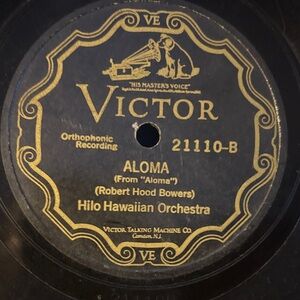 VE
"HIS MASTER'S VOICE"
VICTOR
Orthophonic
Recording
21110-B
ALOMA
(From "Aloma")
(Robert Hood Bowers)
Hilo Hawaiian Orchestra
VICTOR TALKING MACHINE CO.
Camden, N.J.
VE